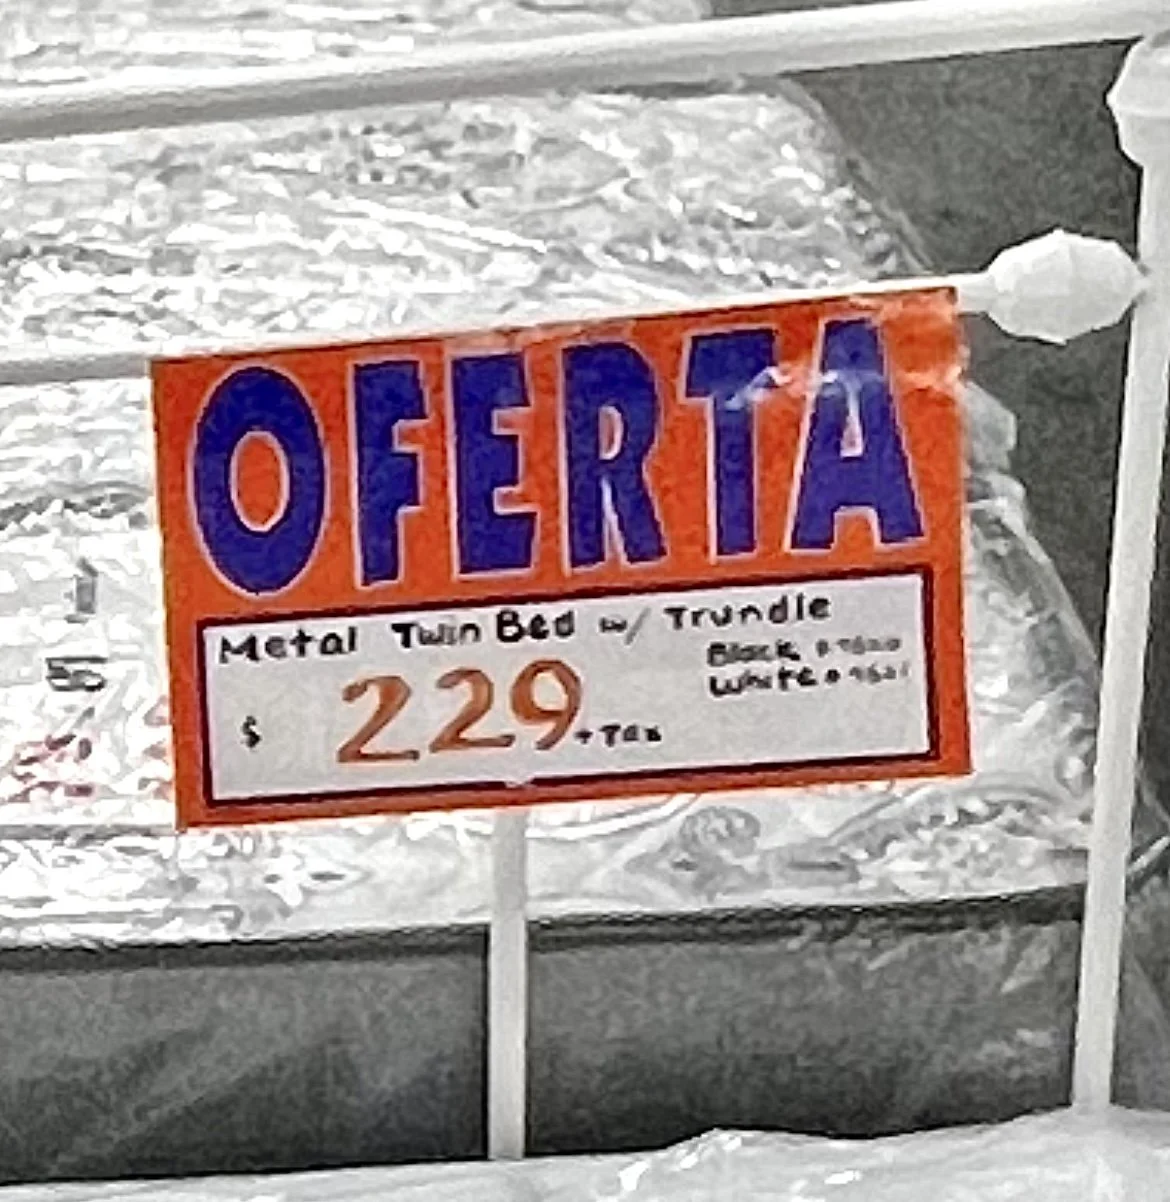 OFERTA
Metal Twin Bed w/ Trundle
Black
White
$ 229 + Tax